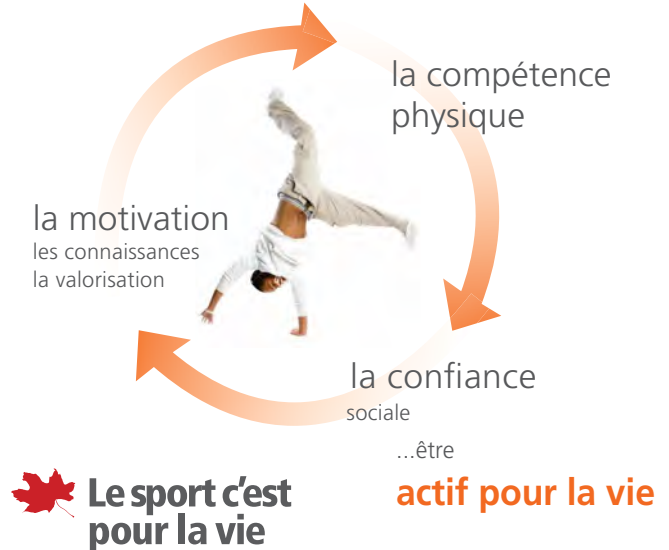 la compétence
physique
la motivation
les connaissances
la valorisation
la confiance
sociale
...être
actif pour la vie
Le sport c'est
pour la vie